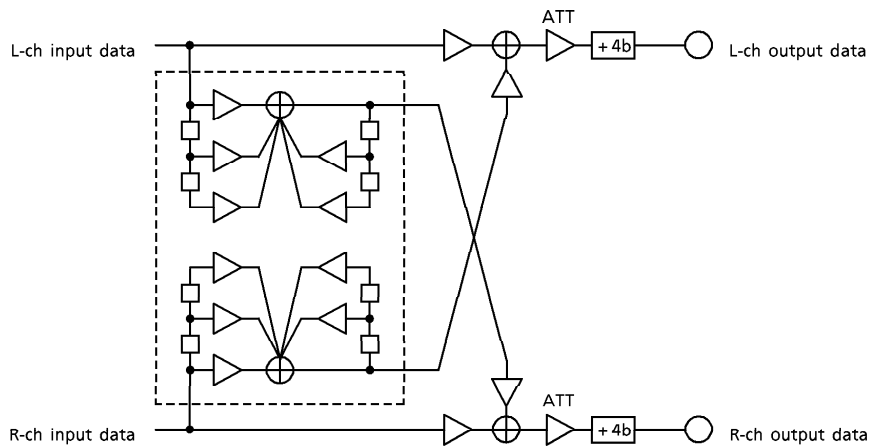 ATT
L-ch input data
+4b
L-ch output data
ATT
R-ch input data
+4b
R-ch output data